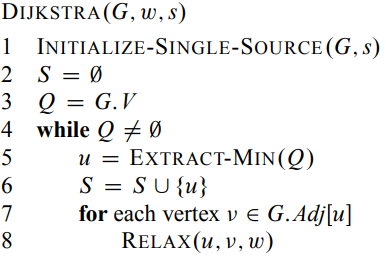 DIJKSTRA(G, w, s)
1 INITIALIZE-SINGLE-SOURCE(G, s)
2 S = ∅
3 Q = G.V
4 while Q ≠ ∅
5 u = EXTRACT-MIN(Q)
6 S = S ∪ {u}
7 for each vertex v ∈ G.Adj[u]
8 RELAX(u, v, w)